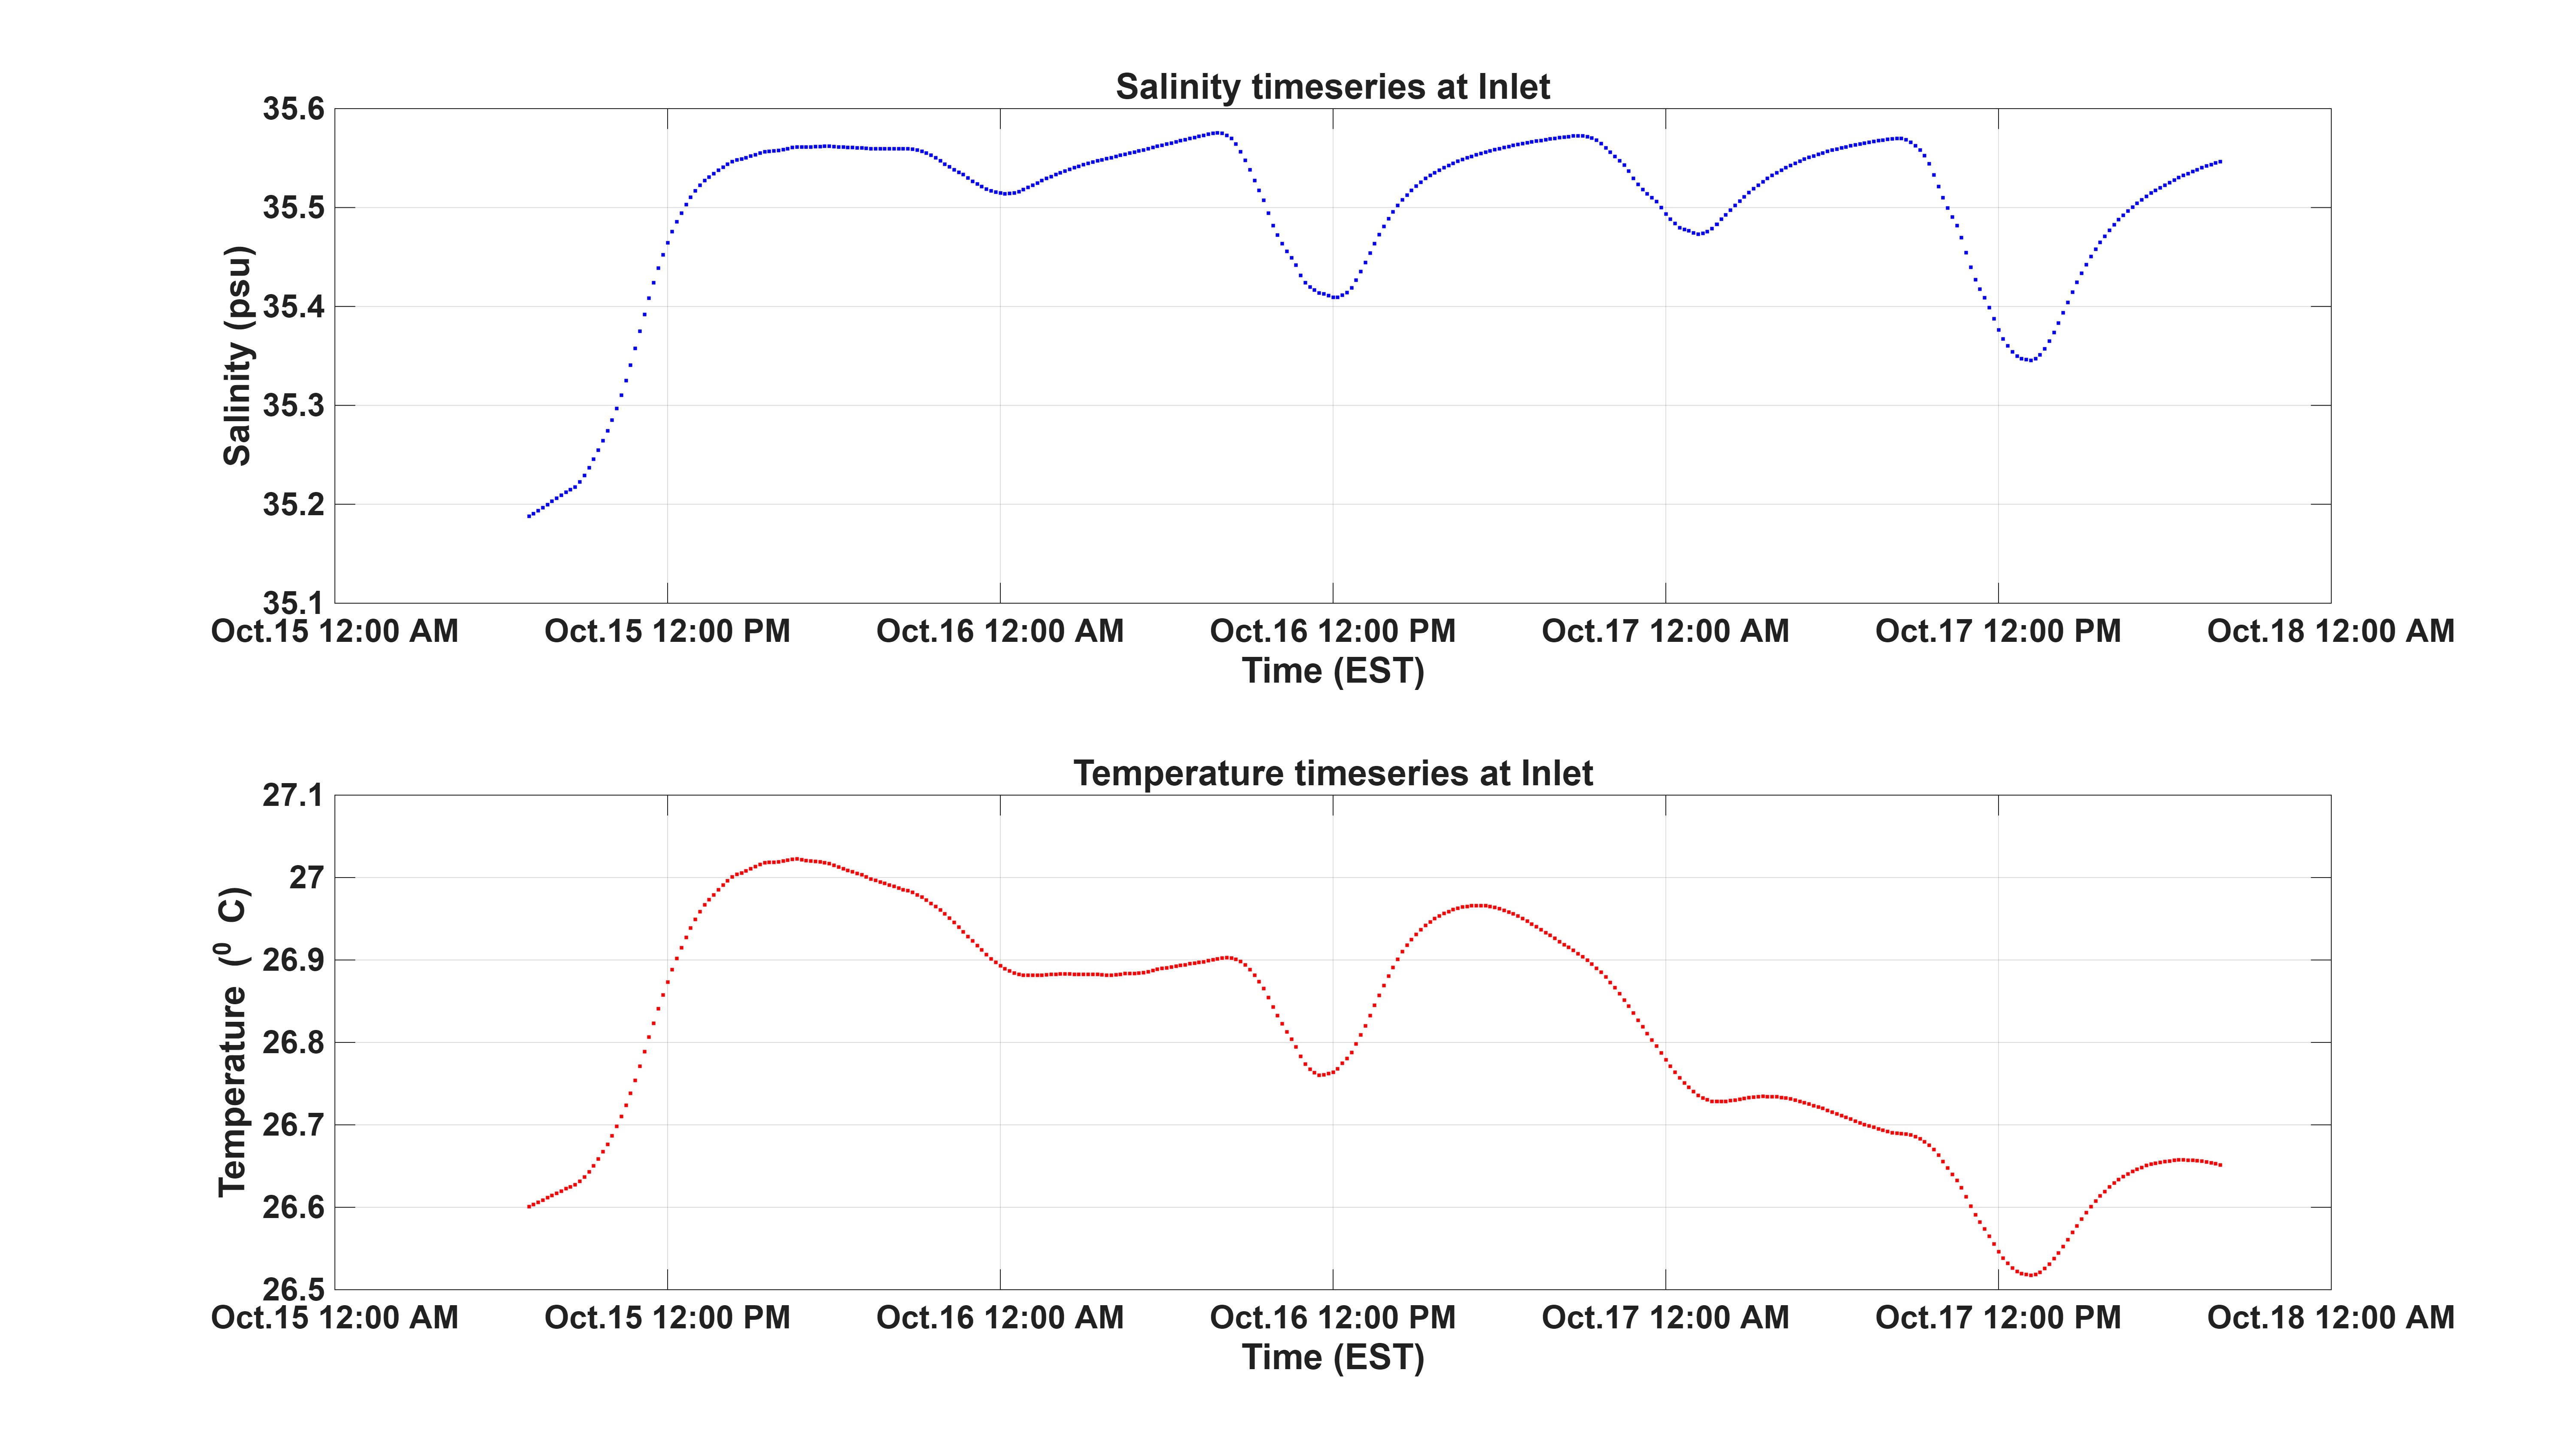 Salinity timeseries at Inlet
35.6
35.5
35.4
35.3
35.2
35.1
Salinity (psu)
Oct.15 12:00 AM Oct.15 12:00 PM Oct.16 12:00 AM Oct.16 12:00 PM Oct.17 12:00 AM Oct.17 12:00 PM Oct.18 12:00 AM
Time (EST)
Temperature timeseries at Inlet
27.1
27
26.9
26.8
26.7
26.6
26.5
Temperature (⁰ C)
Oct.15 12:00 AM Oct.15 12:00 PM Oct.16 12:00 AM Oct.16 12:00 PM Oct.17 12:00 AM Oct.17 12:00 PM Oct.18 12:00 AM
Time (EST)